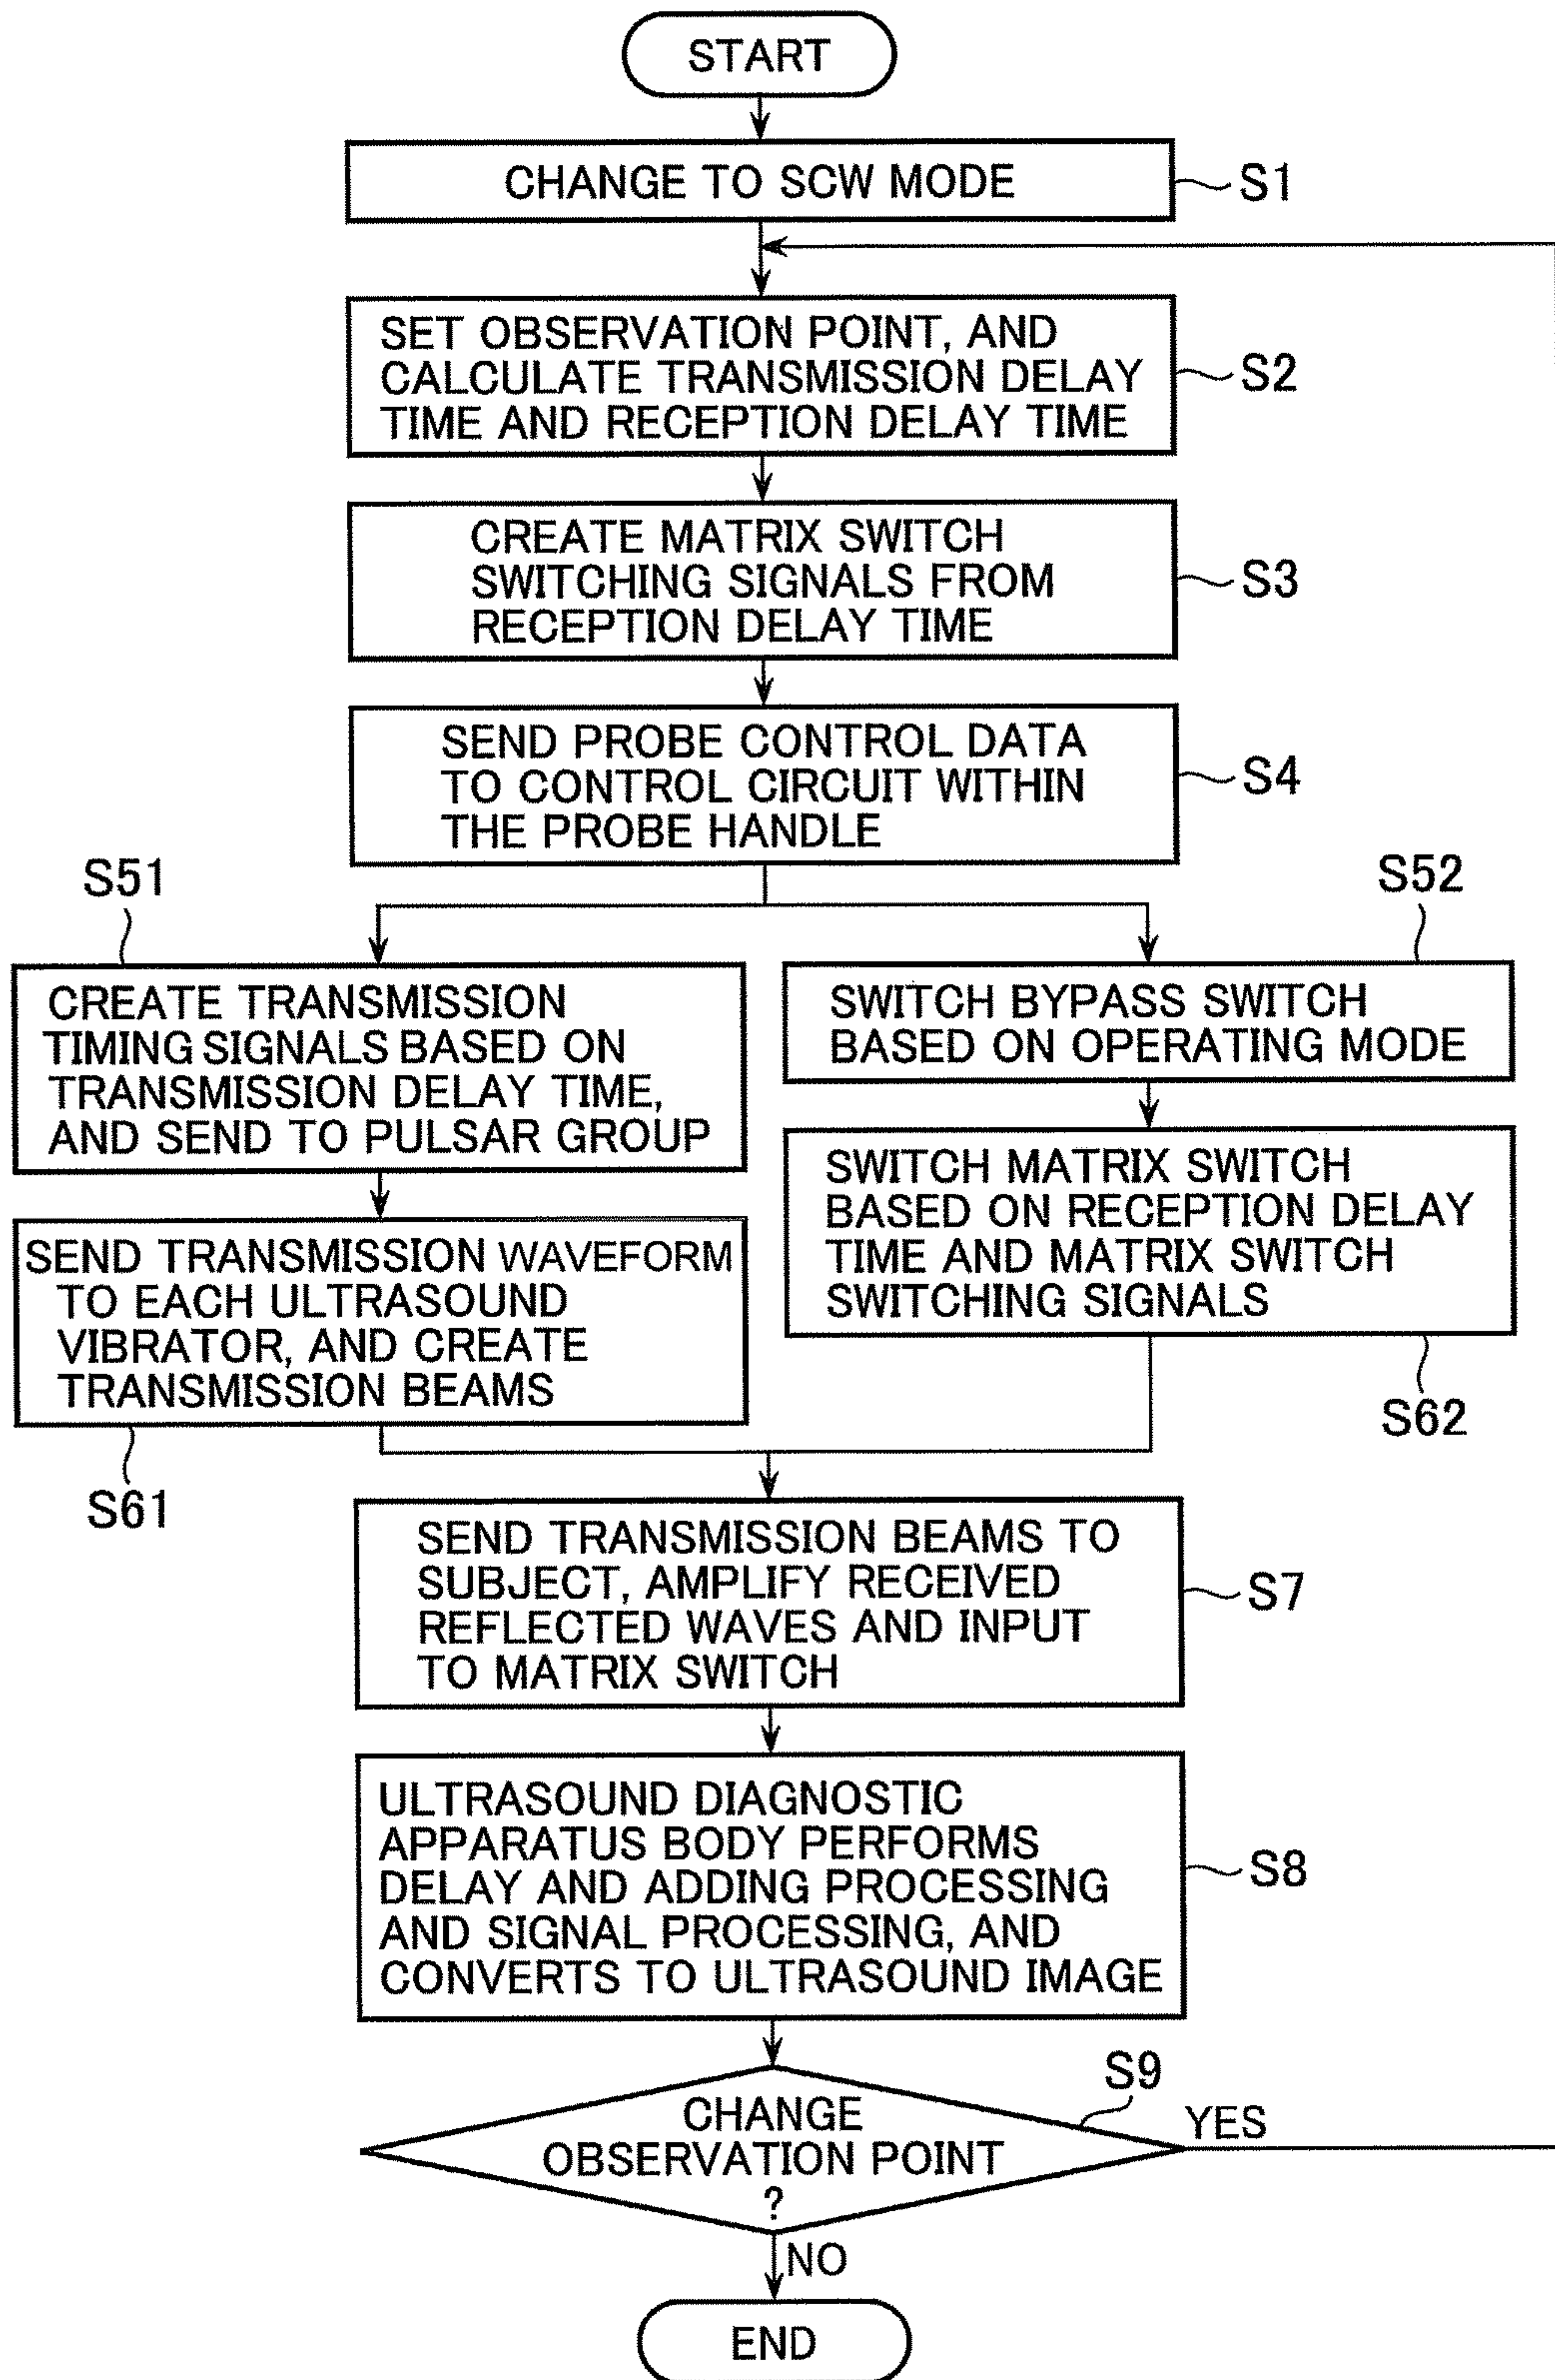 START
CHANGE TO SCW MODE
S1
SET OBSERVATION POINT, AND
CALCULATE TRANSMISSION DELAY
TIME AND RECEPTION DELAY TIME
S2
CREATE MATRIX SWITCH
SWITCHING SIGNALS FROM
RECEPTION DELAY TIME
S3
SEND PROBE CONTROL DATA
TO CONTROL CIRCUIT WITHIN
THE PROBE HANDLE
S4
S51
CREATE TRANSMISSION
TIMING SIGNALS BASED ON
TRANSMISSION DELAY TIME,
AND SEND TO PULSAR GROUP
S52
SWITCH BYPASS SWITCH
BASED ON OPERATING MODE
SEND TRANSMISSION WAVEFORM
TO EACH ULTRASOUND
VIBRATOR, AND CREATE
TRANSMISSION BEAMS
S61
SWITCH MATRIX SWITCH
BASED ON RECEPTION DELAY
TIME AND MATRIX SWITCH
SWITCHING SIGNALS
S62
SEND TRANSMISSION BEAMS TO
SUBJECT, AMPLIFY RECEIVED
REFLECTED WAVES AND INPUT
TO MATRIX SWITCH
S7
ULTRASOUND DIAGNOSTIC
APPARATUS BODY PERFORMS
DELAY AND ADDING PROCESSING
AND SIGNAL PROCESSING, AND
CONVERTS TO ULTRASOUND IMAGE
S8
S9
CHANGE
OBSERVATION POINT
?
YES
NO
END